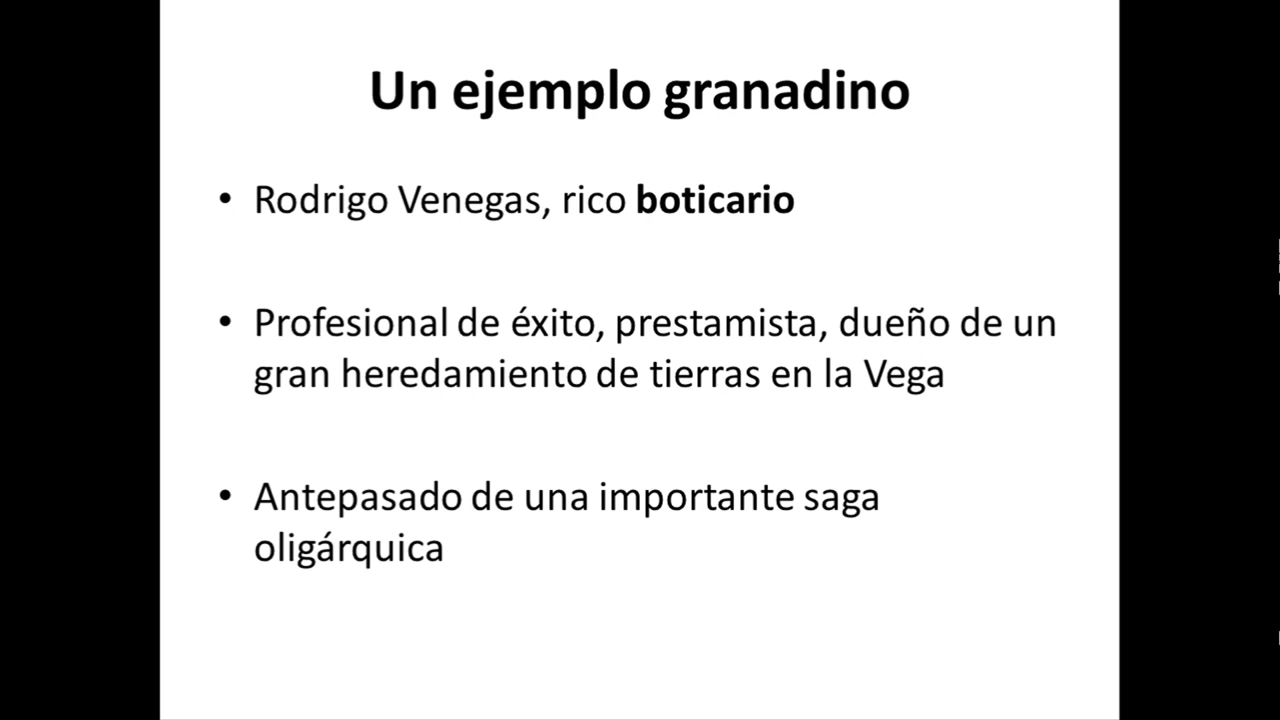 Un ejemplo granadino
• Rodrigo Venegas, rico boticario
• Profesional de éxito, prestamista, dueño de un
gran heredamiento de tierras en la Vega
• Antepasado de una importante saga
oligárquica